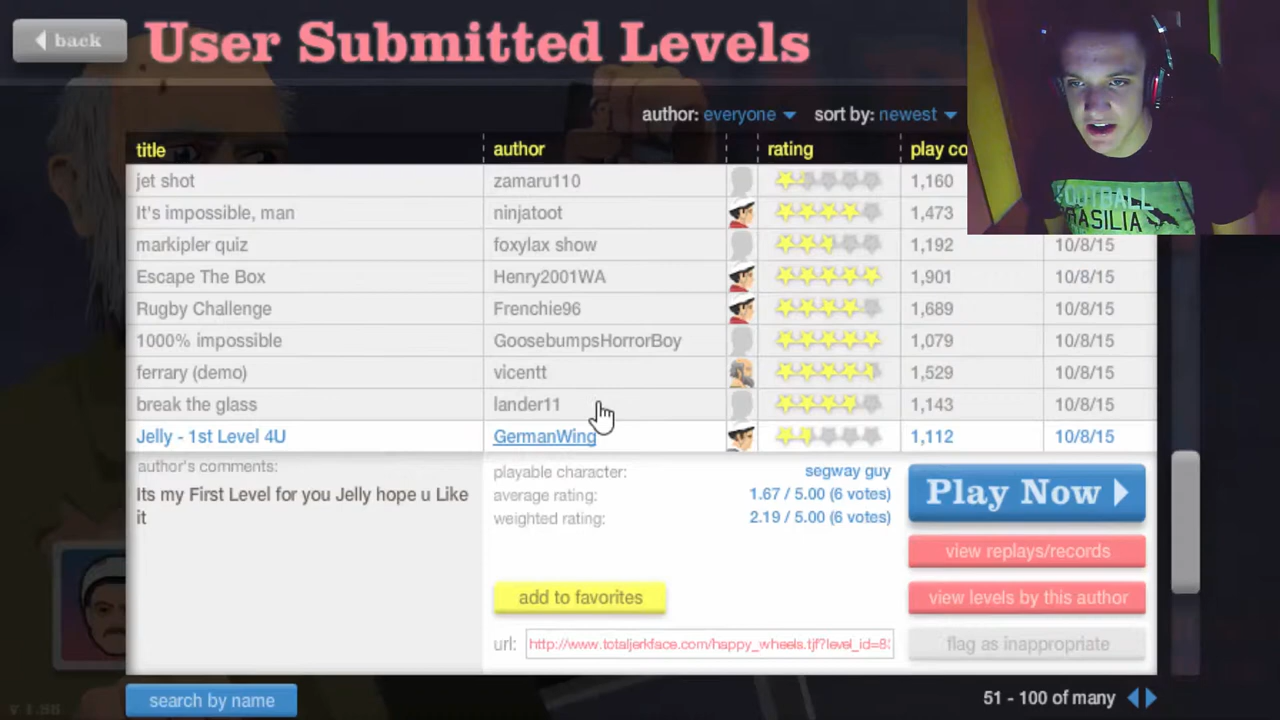 back
User Submitted Levels
author: everyone sort by: newest
title author rating play co
jet shot zamaru110 1,160
It's impossible, man ninjatoot 1,473
markipler quiz foxylax show 1,192 10/8/15
Escape The Box Henry2001WA 1,901 10/8/15
Rugby Challenge Frenchie96 1,689 10/8/15
1000% impossible GoosebumpsHorrorBoy 1,079 10/8/15
ferrary (demo) vicentt 1,529 10/8/15
break the glass lander11 1,143 10/8/15
Jelly - 1st Level 4U GermanWing 1,112 10/8/15
author's comments:
Its my First Level for you Jelly hope u Like
it
playable character: segway guy
average rating: 1.67 / 5.00 (6 votes)
weighted rating: 2.19 / 5.00 (6 votes)
Play Now
view replays/records
add to favorites
view levels by this author
url: http://www.totaljerkface.com/happy_wheels.tjf?level_id=8
flag as inappropriate
search by name
51 - 100 of many
FOOTBALL